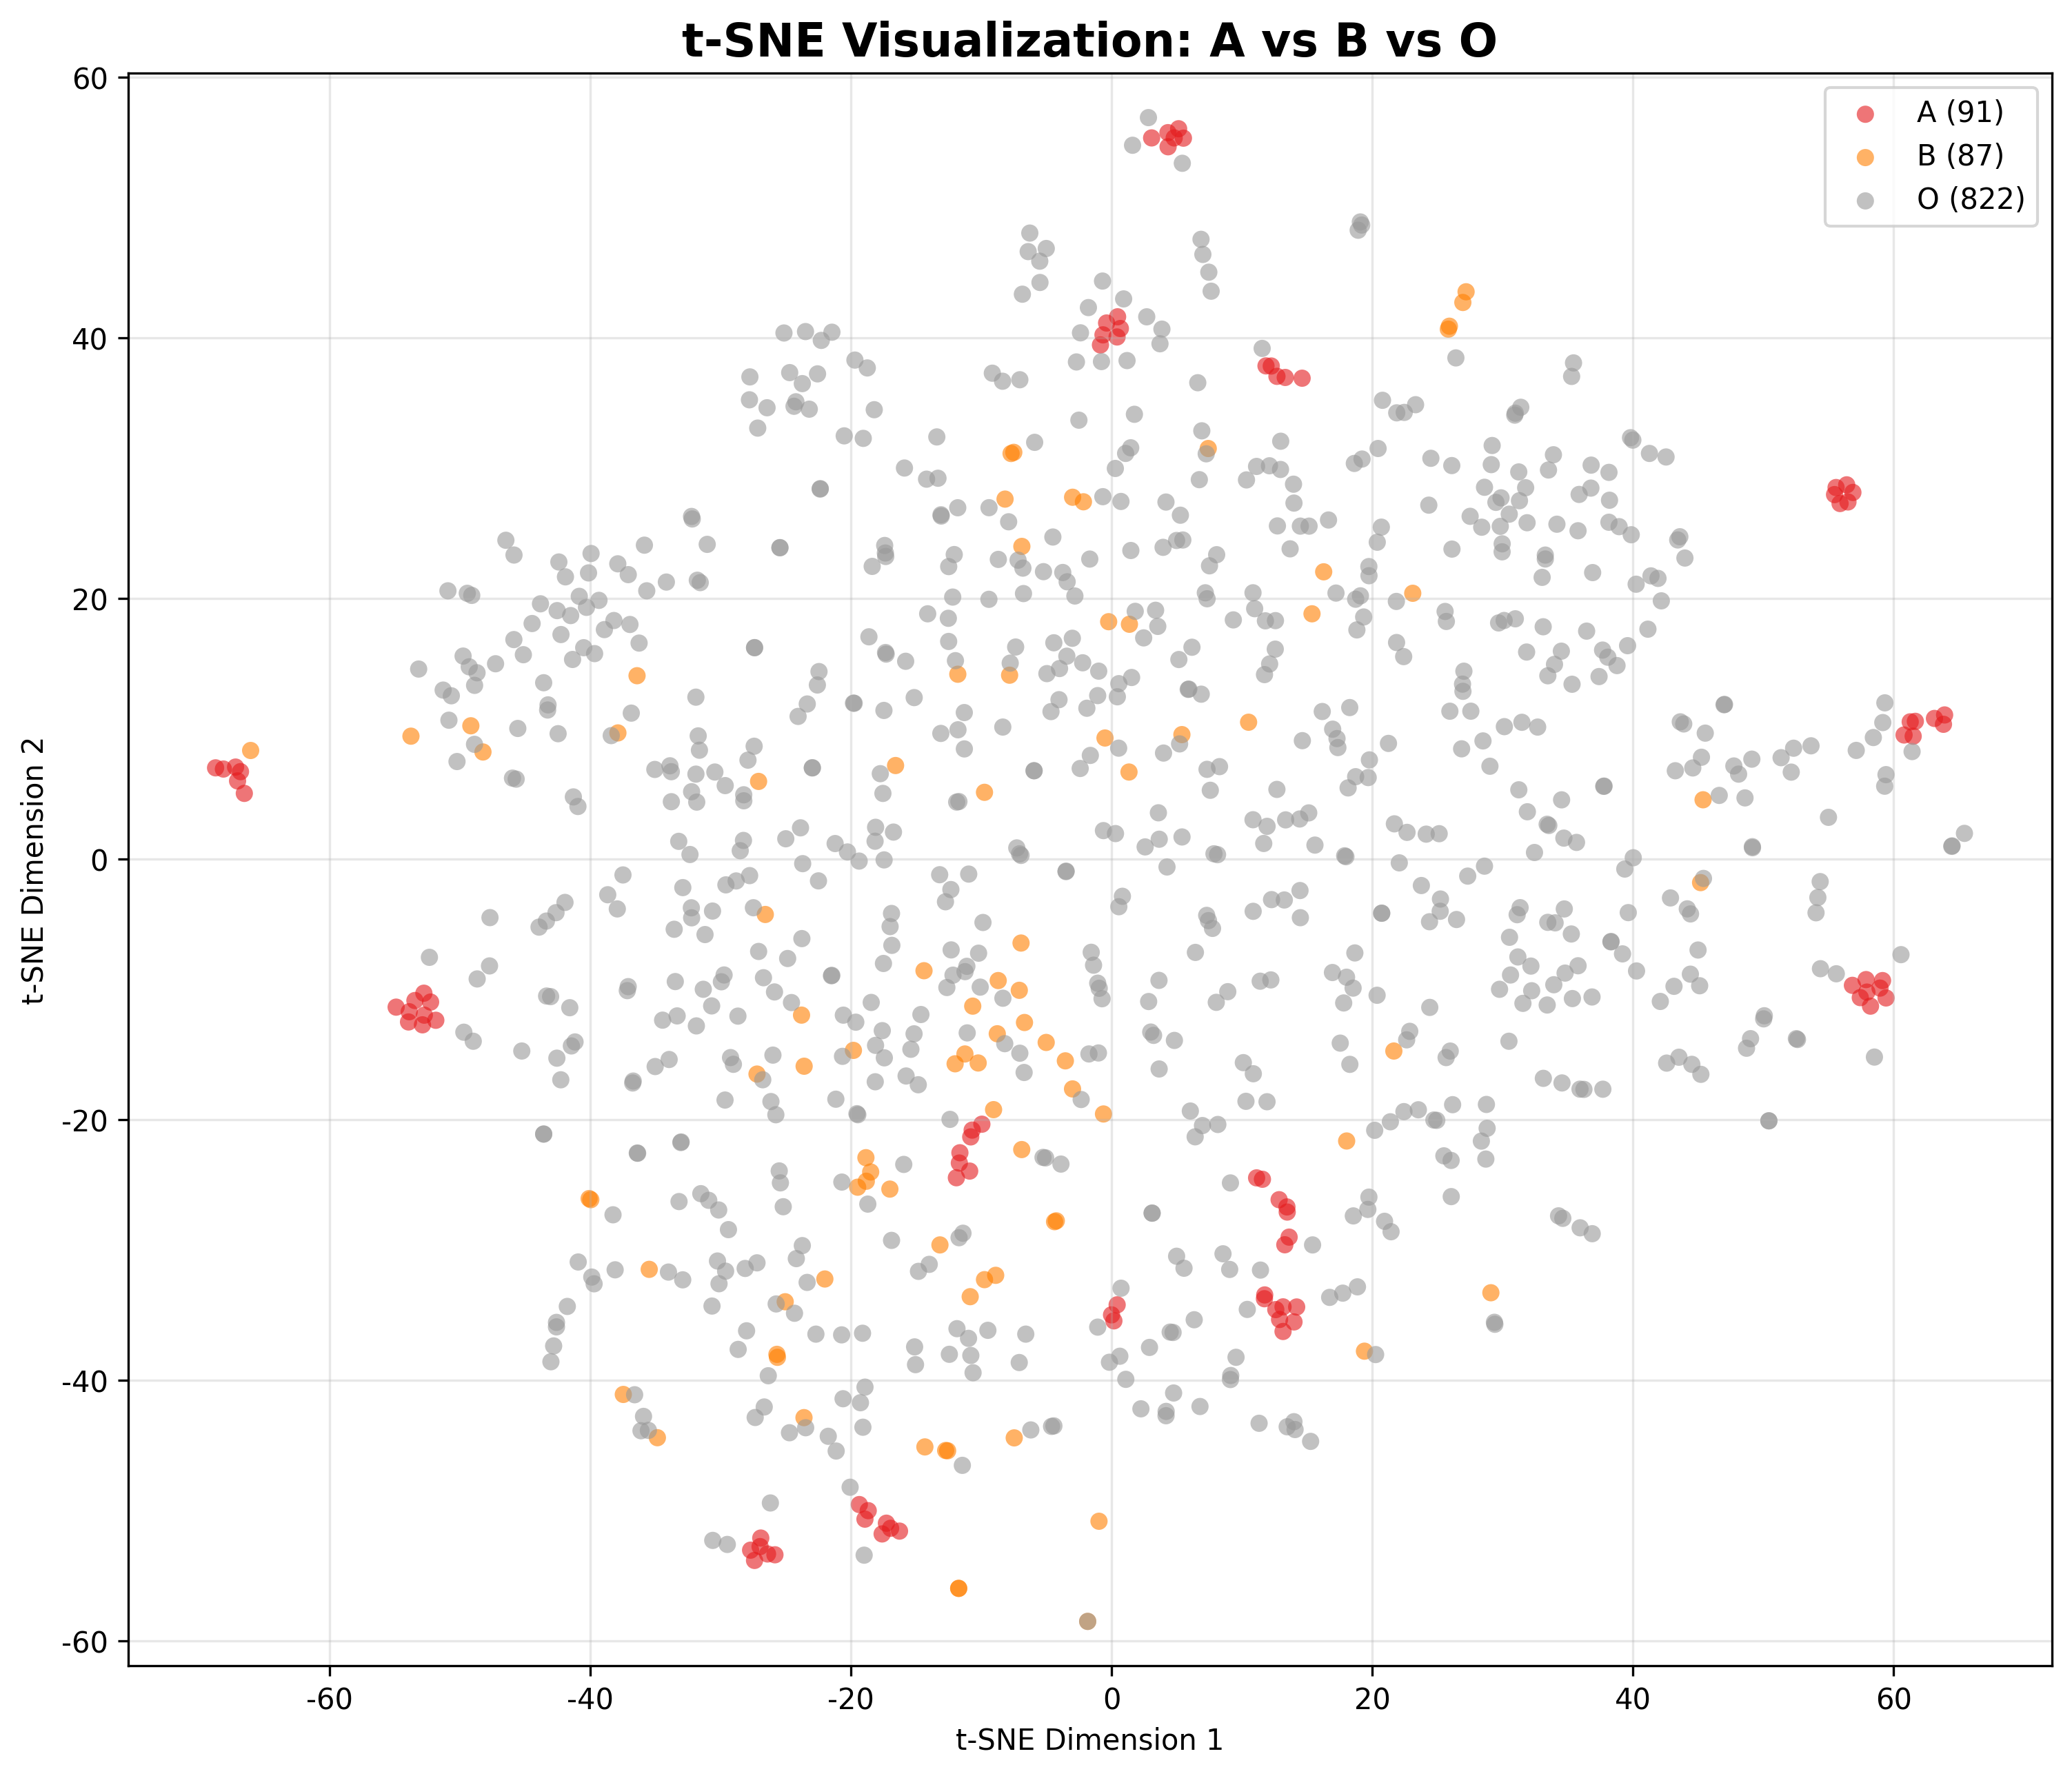 t-SNE Visualization: A vs B vs O
A (91)
B (87)
O (822)
60
40
20
0
-20
-40
-60
t-SNE Dimension 2
-60
-40
-20
0
20
40
60
t-SNE Dimension 1